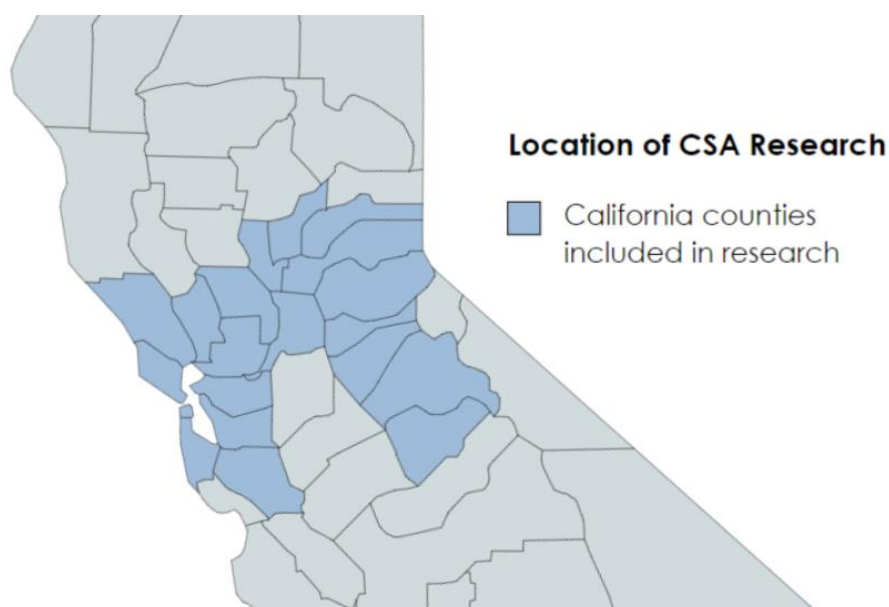 Location of CSA Research
California counties
included in research